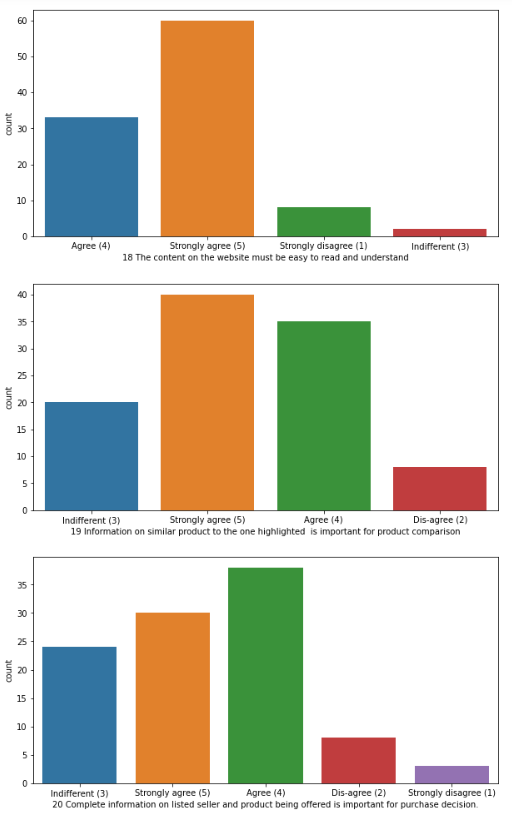 60
50
40
30
20
10
0
count
Agree (4) Strongly agree (5) Strongly disagree (1) Indifferent (3)
18 The content on the website must be easy to read and understand
40
35
30
25
20
15
10
5
0
count
Indifferent (3) Strongly agree (5) Agree (4) Dis-agree (2)
19 Information on similar product to the one highlighted  is important for product comparison
35
30
25
20
15
10
5
0
count
Indifferent (3) Strongly agree (5) Agree (4) Dis-agree (2) Strongly disagree (1)
20 Complete information on listed seller and product being offered is important for purchase decision.